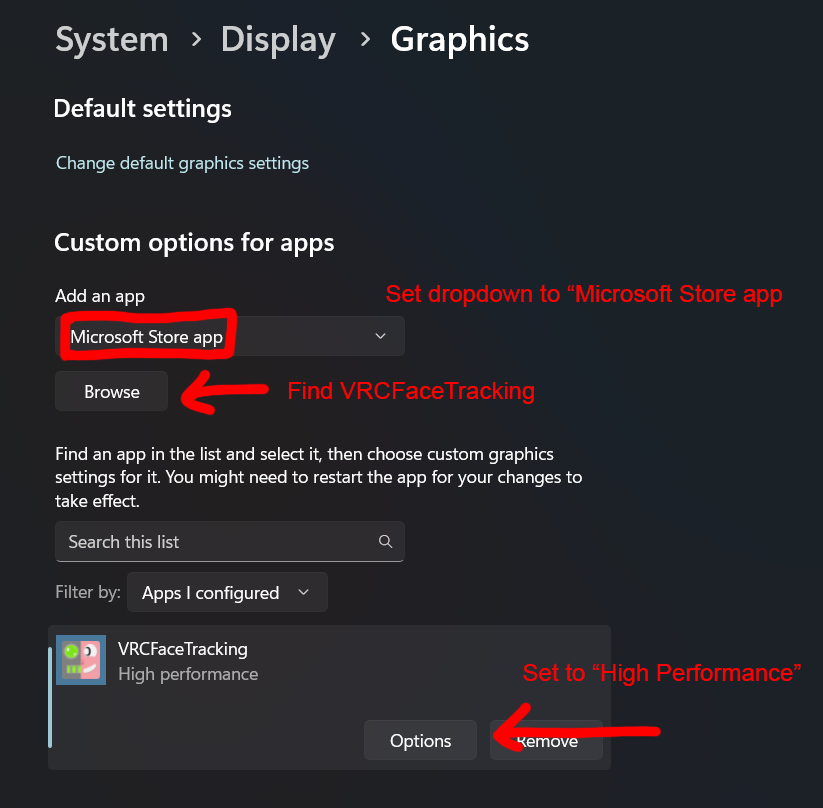 System > Display > Graphics
Default settings
Change default graphics settings
Custom options for apps
Add an app
Set dropdown to “Microsoft Store app
Microsoft Store app
Browse
Find VRCFaceTracking
Find an app in the list and select it, then choose custom graphics
settings for it. You might need to restart the app for your changes to
take effect.
Search this list
Filter by: Apps I configured
VRCFaceTracking
High performance
Set to “High Performance”
Options
Remove